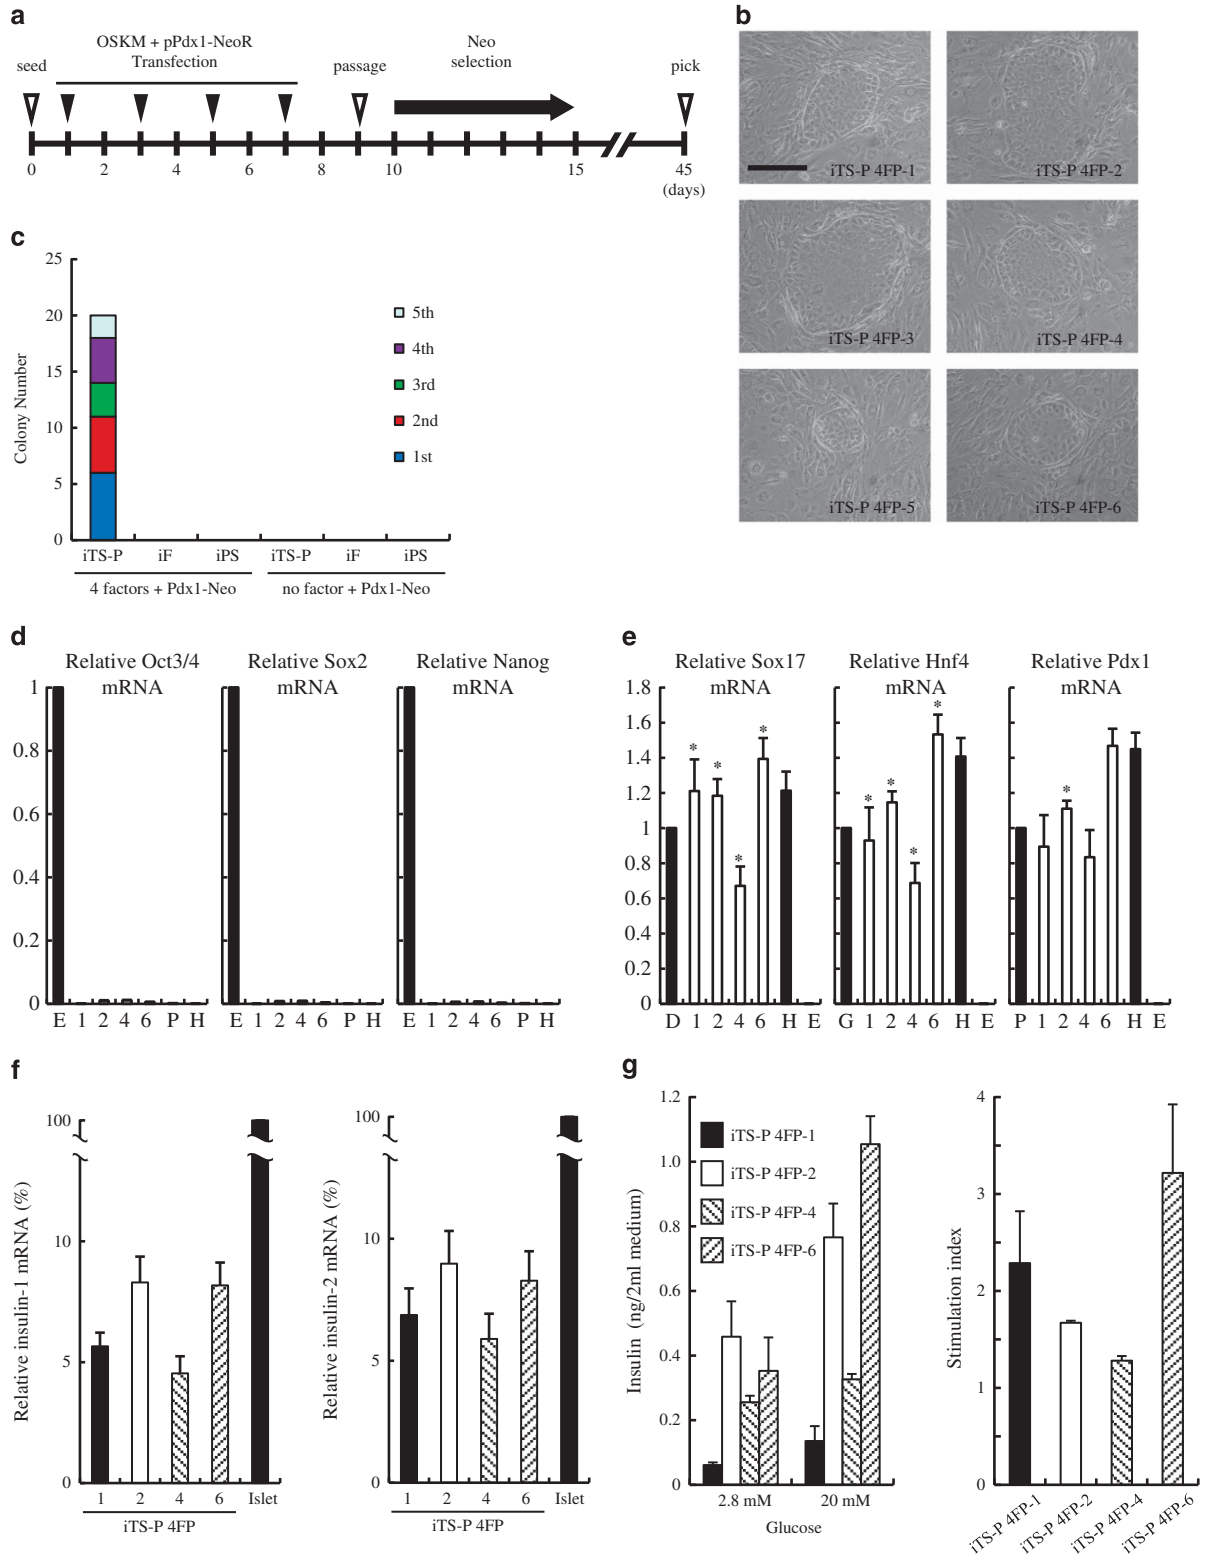 a
OSKM + pPdx1-NeoR
Transfection
Neo
selection
seed
passage
pick
0
2
4
6
8
10
15
45
(days)
b
iTS-P 4FP-1
iTS-P 4FP-2
iTS-P 4FP-3
iTS-P 4FP-4
iTS-P 4FP-5
iTS-P 4FP-6
c
Colony Number
25
20
15
10
5
0
5th
4th
3rd
2nd
1st
iTS-P
iF
iPS
iTS-P
iF
iPS
4 factors + Pdx1-Neo
no factor + Pdx1-Neo
d
Relative Oct3/4
mRNA
Relative Sox2
mRNA
Relative Nanog
mRNA
1
0.8
0.6
0.4
0.2
0
E 1 2 4 6 P H
E 1 2 4 6 P H
E 1 2 4 6 P H
e
Relative Sox17
mRNA
Relative Hnf4
mRNA
Relative Pdx1
mRNA
1.8
1.6
1.4
1.2
1
0.8
0.6
0.4
0.2
0
* * * *
* * * *
*
D 1 2 4 6 H E
G 1 2 4 6 H E
P 1 2 4 6 H E
f
Relative insulin-1 mRNA (%)
100
10
5
0
1 2 4 6 Islet
iTS-P 4FP
Relative insulin-2 mRNA (%)
100
10
5
0
1 2 4 6 Islet
iTS-P 4FP
g
Insulin (ng/2ml medium)
1.2
1.0
0.8
0.6
0.4
0.2
0
iTS-P 4FP-1
iTS-P 4FP-2
iTS-P 4FP-4
iTS-P 4FP-6
2.8 mM
20 mM
Glucose
Stimulation index
4
3
2
1
0
iTS-P 4FP-1
iTS-P 4FP-2
iTS-P 4FP-4
iTS-P 4FP-6